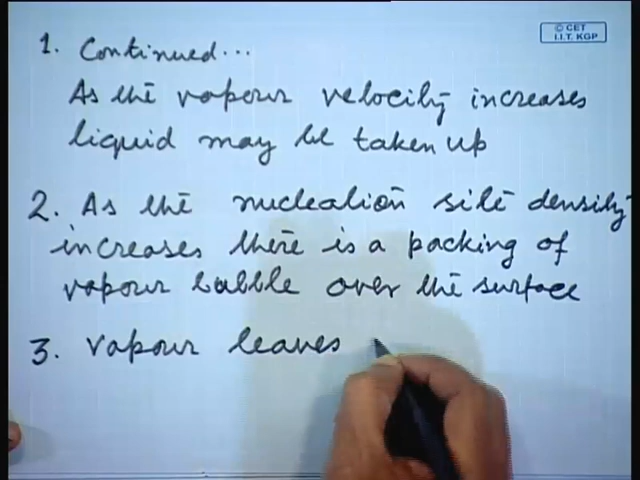 © CET
I.I.T. KGP
1. Continued...
As the vapour velocity increases
liquid may be taken up
2. As the nucleation site density
increases there is a packing of
vapour bubble over the surface
3. Vapour leaves